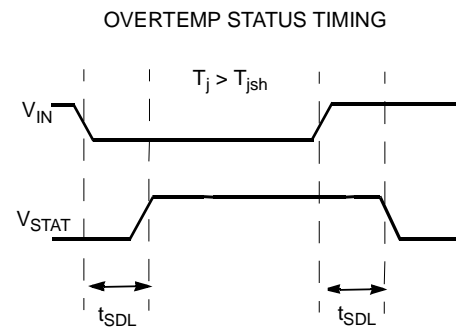 OVERTEMP STATUS TIMING
Tj > Tjsh
VIN
VSTAT
tSDL
tSDL